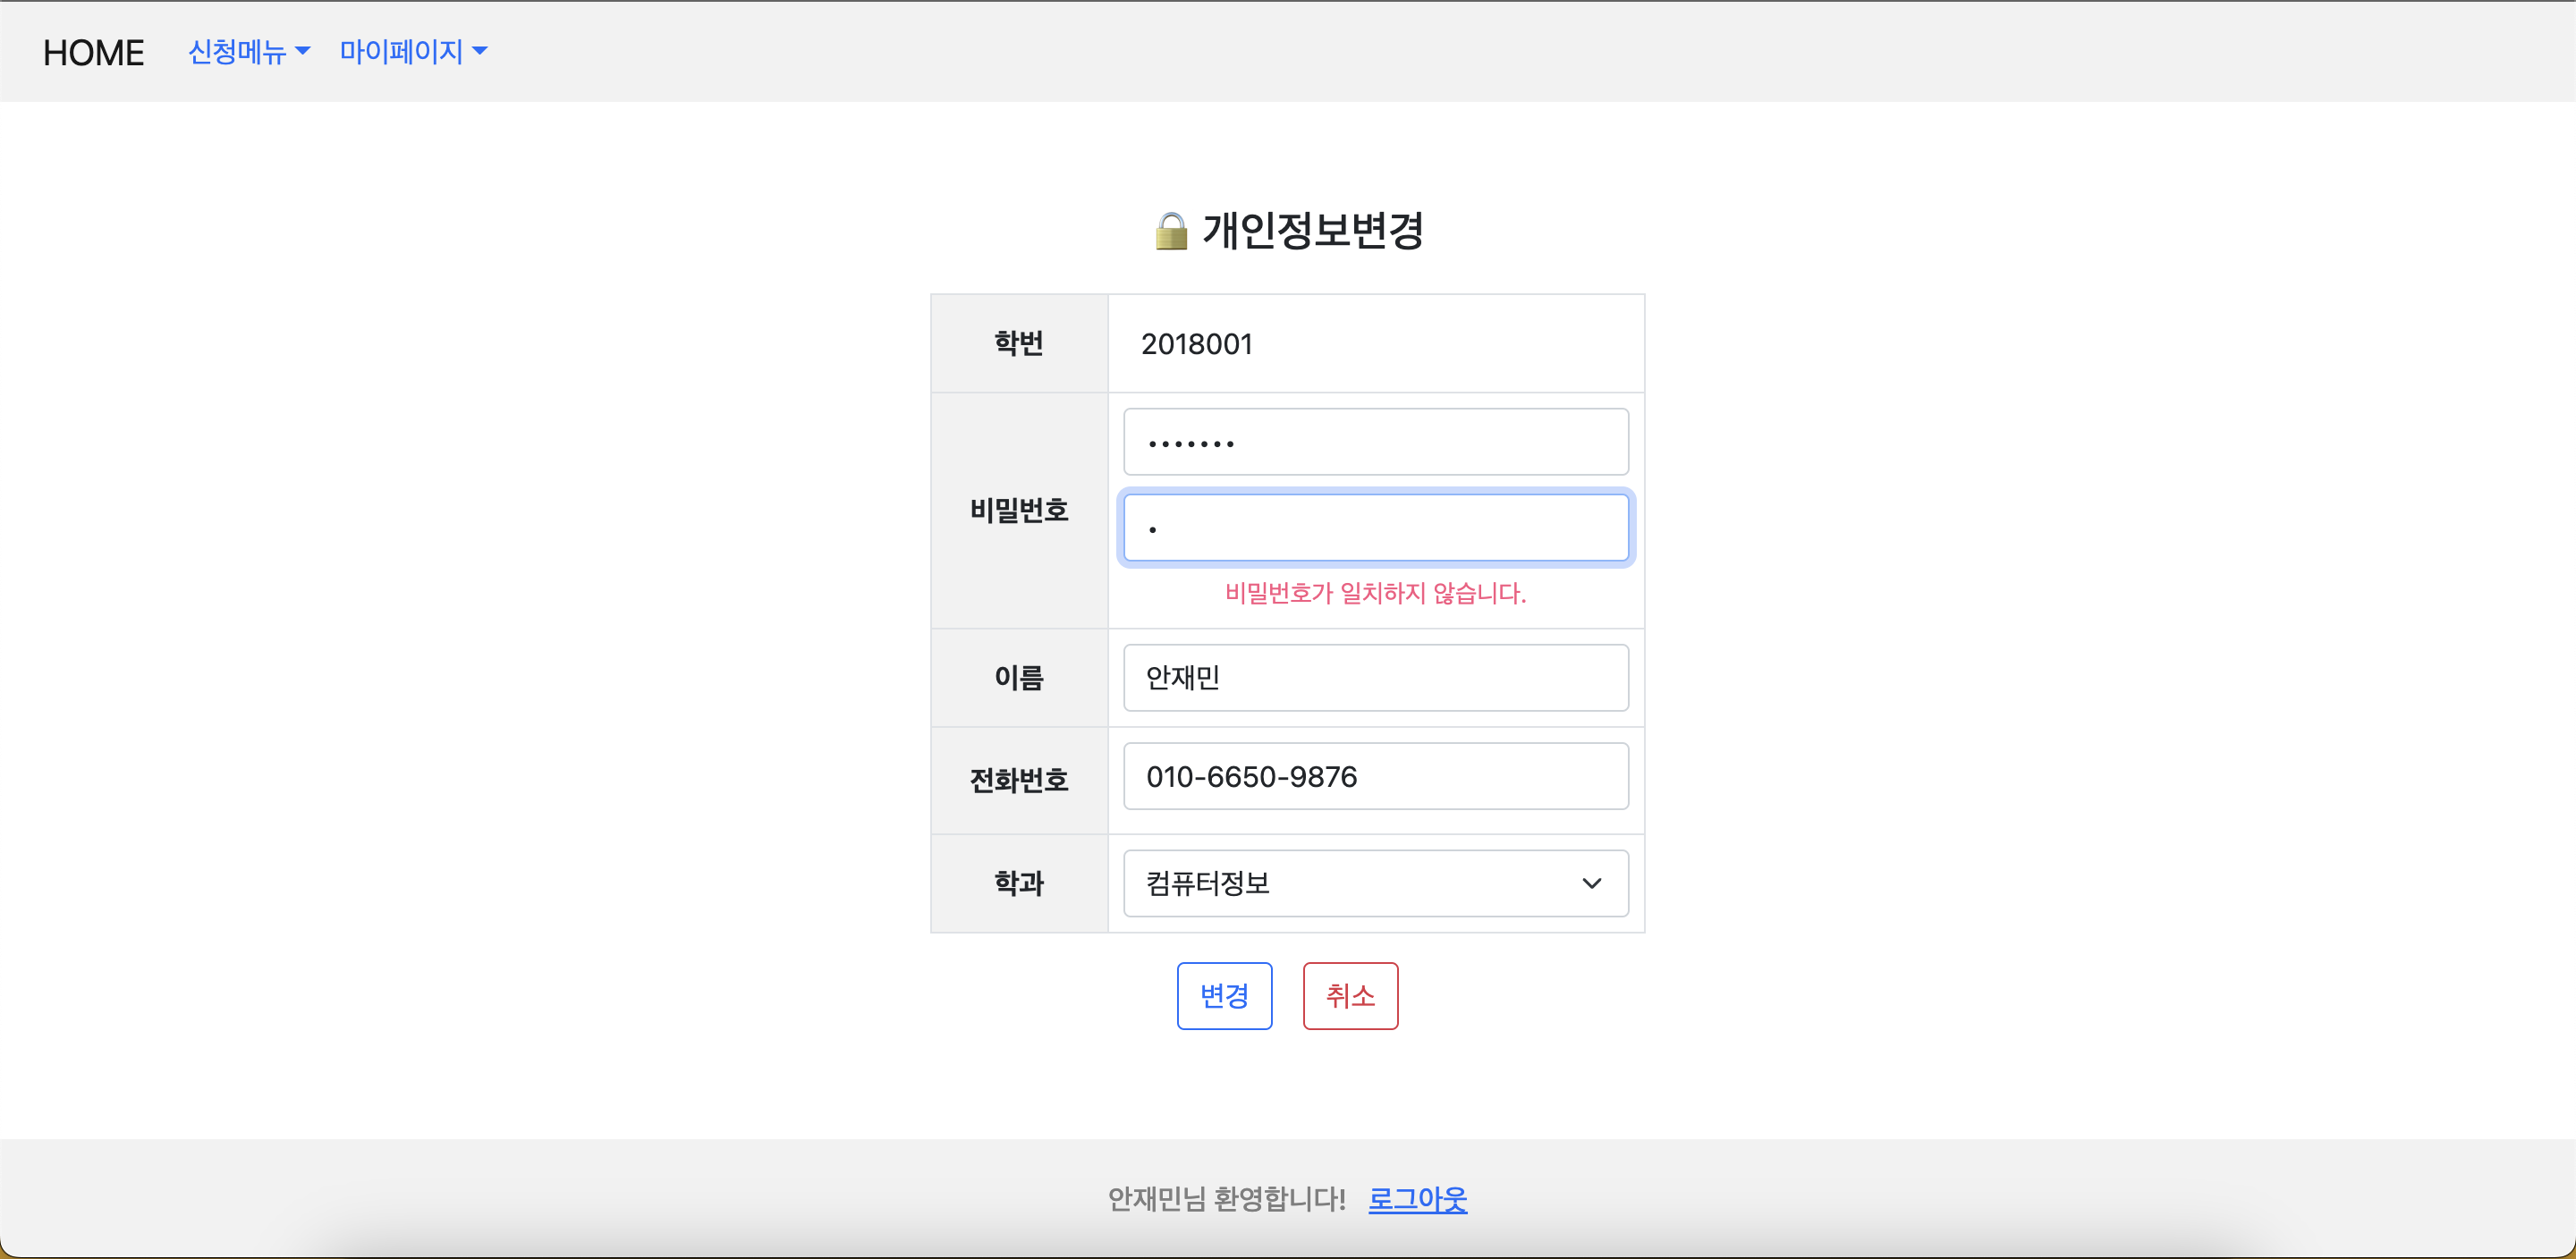 HOME 신청메뉴 마이페이지
🔒 개인정보변경
학번 2018001
비밀번호 •••••••
•
비밀번호가 일치하지 않습니다.
이름 안재민
전화번호 010-6650-9876
학과 컴퓨터정보
변경 취소
안재민님 환영합니다! 로그아웃